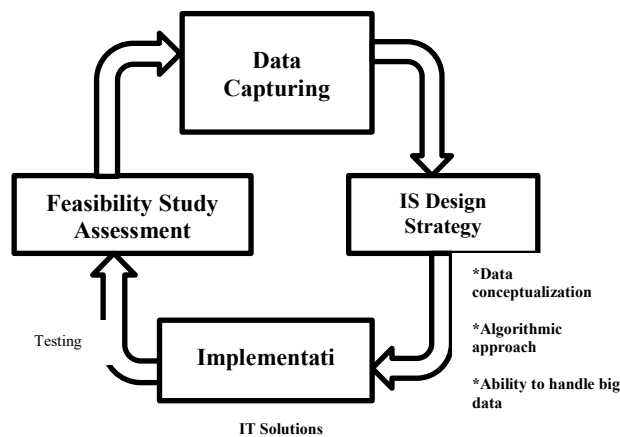 Data
Capturing
Feasibility Study
Assessment
IS Design
Strategy
*Data
conceptualization
*Algorithmic
approach
*Ability to handle big
data
Testing
Implementati
IT Solutions